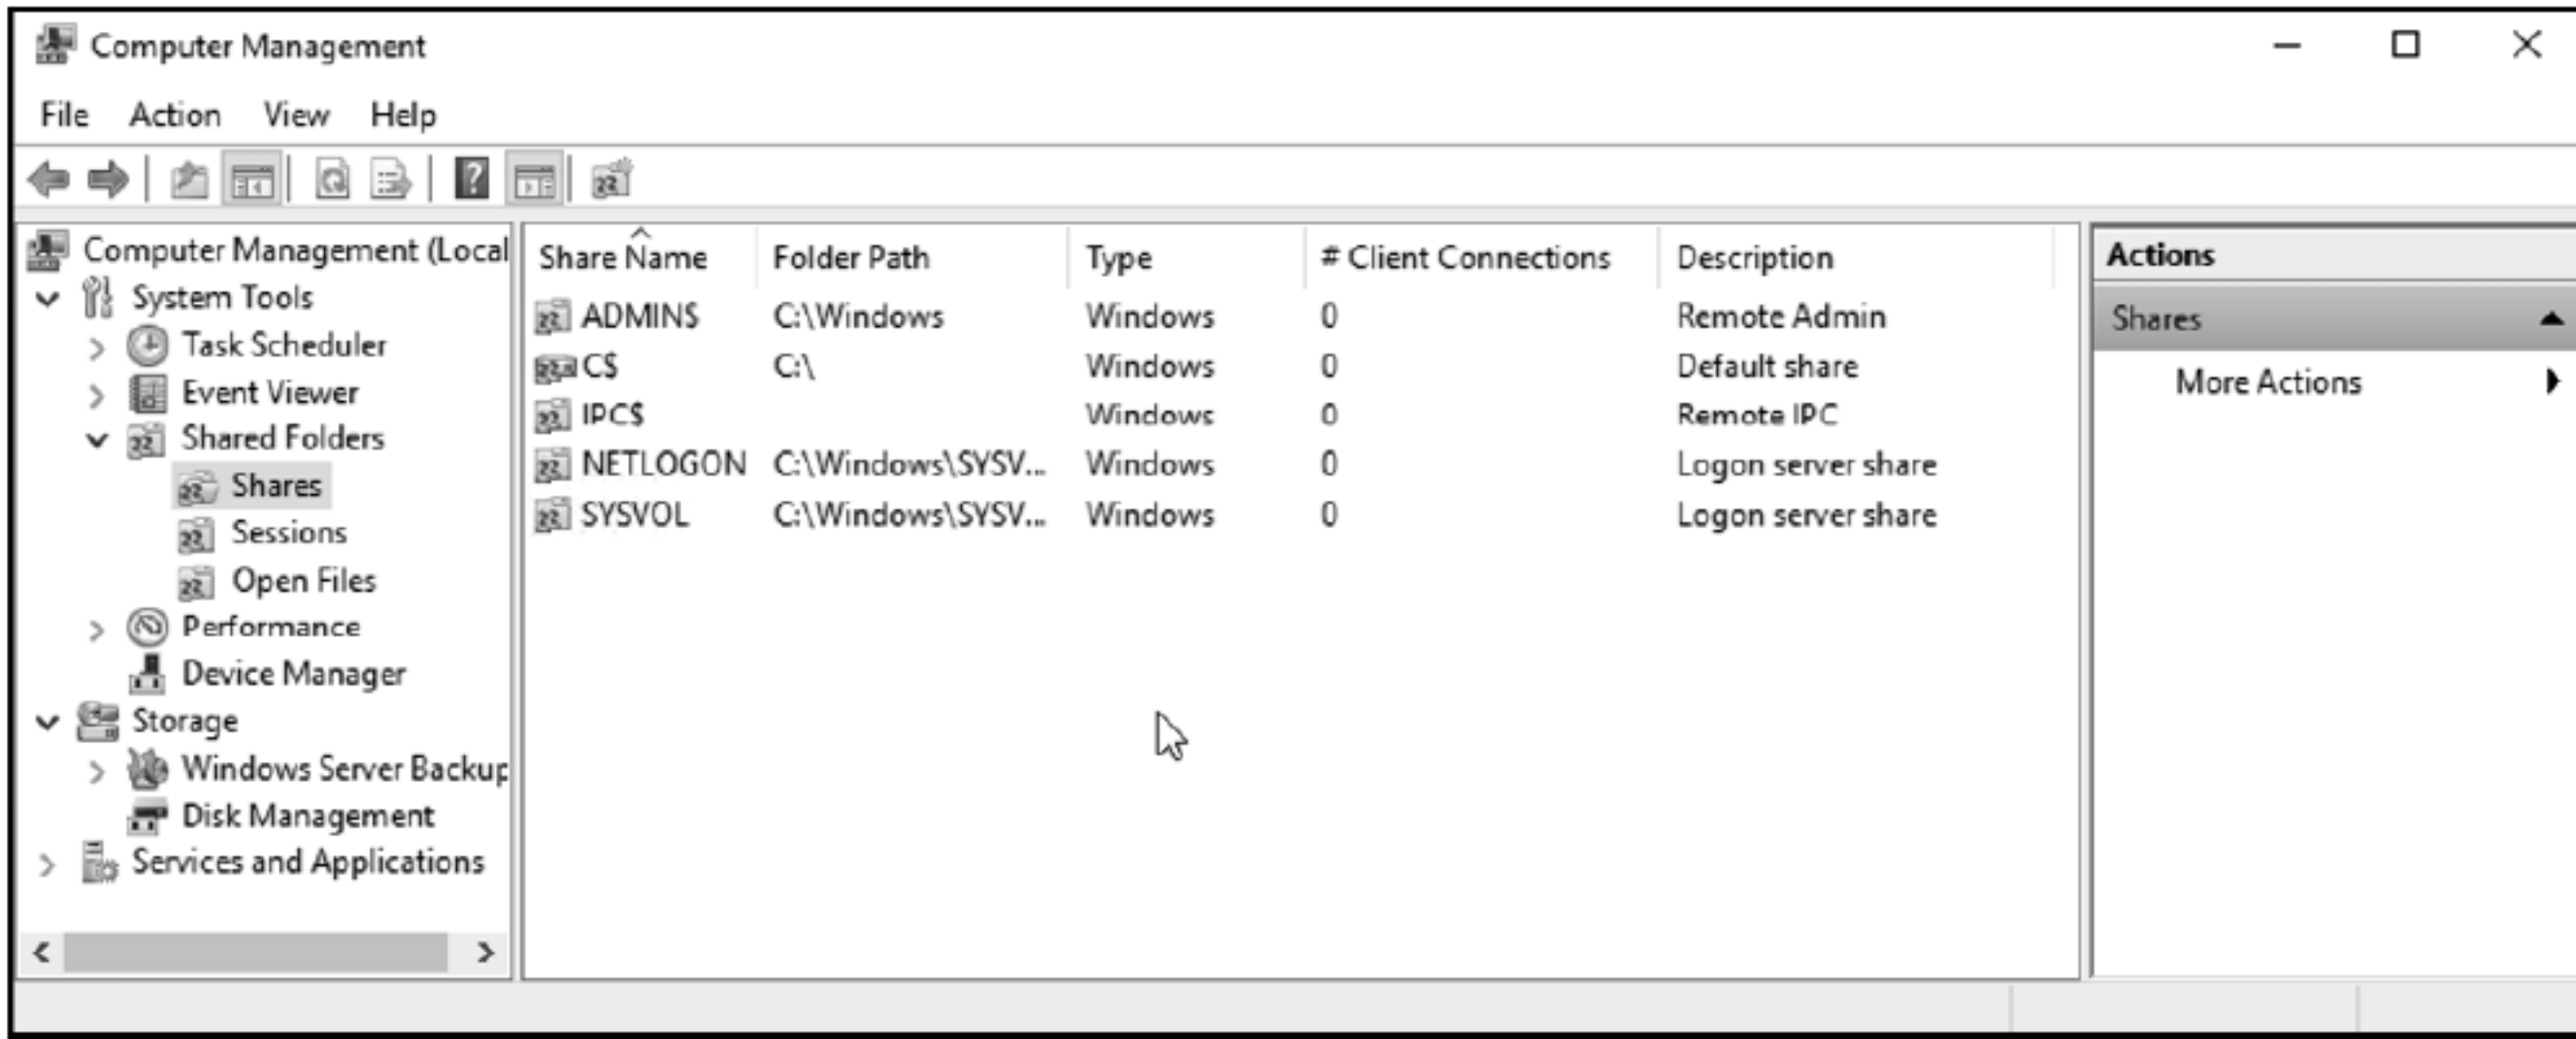 Computer Management
File Action View Help
Computer Management (Local
System Tools
Task Scheduler
Event Viewer
Shared Folders
Shares
Sessions
Open Files
Performance
Device Manager
Storage
Windows Server Backup
Disk Management
Services and Applications
Share Name Folder Path Type # Client Connections Description
ADMIN$ C:\Windows Windows 0 Remote Admin
C$ C:\ Windows 0 Default share
IPC$ Windows 0 Remote IPC
NETLOGON C:\Windows\SYSV... Windows 0 Logon server share
SYSVOL C:\Windows\SYSV... Windows 0 Logon server share
Actions
Shares
More Actions